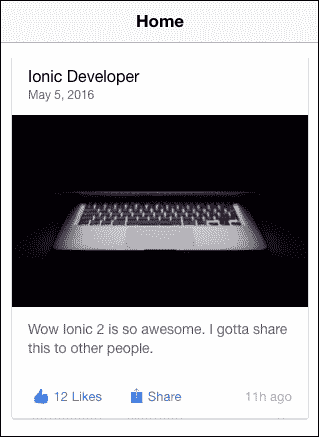 Home
Ionic Developer
May 5, 2016
Wow Ionic 2 is so awesome. I gotta share
this to other people.
12 Likes
Share
11h ago